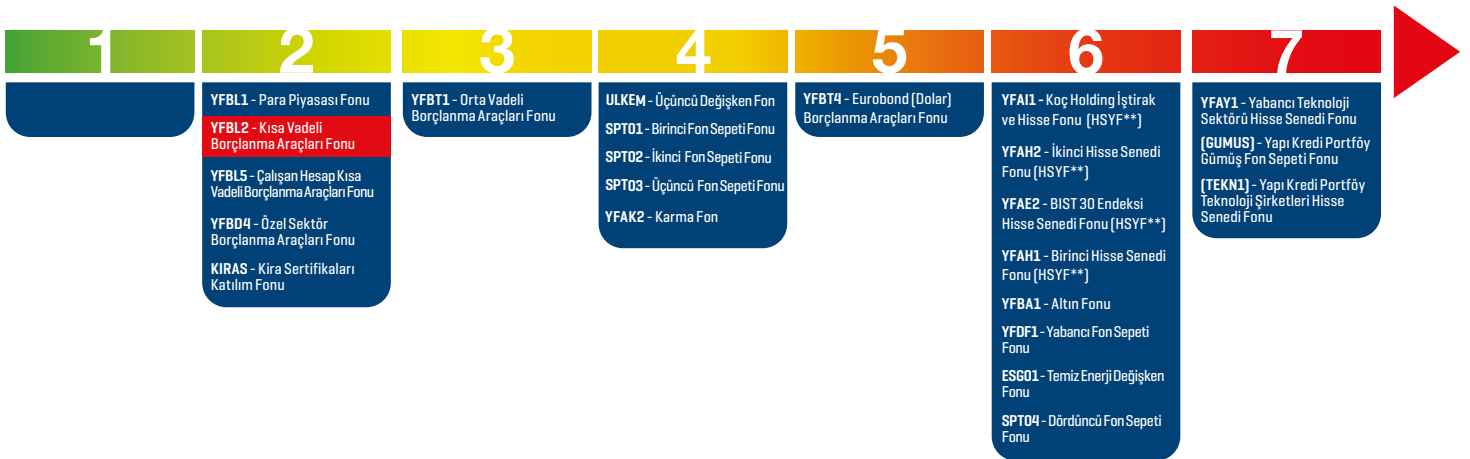 1
2
3
4
5
6
7
YFBL1 - Para Piyasası Fonu
YFBL2 - Kısa Vadeli
Borçlanma Araçları Fonu
YFBL5 - Çalışan Hesap Kısa
Vadeli Borçlanma Araçları Fonu
YFBD4 - Özel Sektör
Borçlanma Araçları Fonu
KIRAS - Kira Sertifikaları
Katılım Fonu
YFBT1 - Orta Vadeli
Borçlanma Araçları Fonu
ULKEM - Üçüncü Değişken Fon
SPT01 - Birinci Fon Sepeti Fonu
SPT02 - İkinci Fon Sepeti Fonu
SPT03 - Üçüncü Fon Sepeti Fonu
YFAK2 - Karma Fon
YFBT4 - Eurobond (Dolar)
Borçlanma Araçları Fonu
YFAI1 - Koç Holding İştirak
ve Hisse Fonu (HSYF**)
YFAH2 - İkinci Hisse Senedi
Fonu (HSYF**)
YFAE2 - BIST 30 Endeksi
Hisse Senedi Fonu (HSYF**)
YFAH1 - Birinci Hisse Senedi
Fonu (HSYF**)
YFBA1 - Altın Fonu
YFDF1 - Yabancı Fon Sepeti
Fonu
ESG01 - Temiz Enerji Değişken
Fonu
SPT04 - Dördüncü Fon Sepeti
Fonu
YFAY1 - Yabancı Teknoloji
Sektörü Hisse Senedi Fonu
(GUMUS) - Yapı Kredi Portföy
Gümüş Fon Sepeti Fonu
(TEKN1) - Yapı Kredi Portföy
Teknoloji Şirketleri Hisse
Senedi Fonu